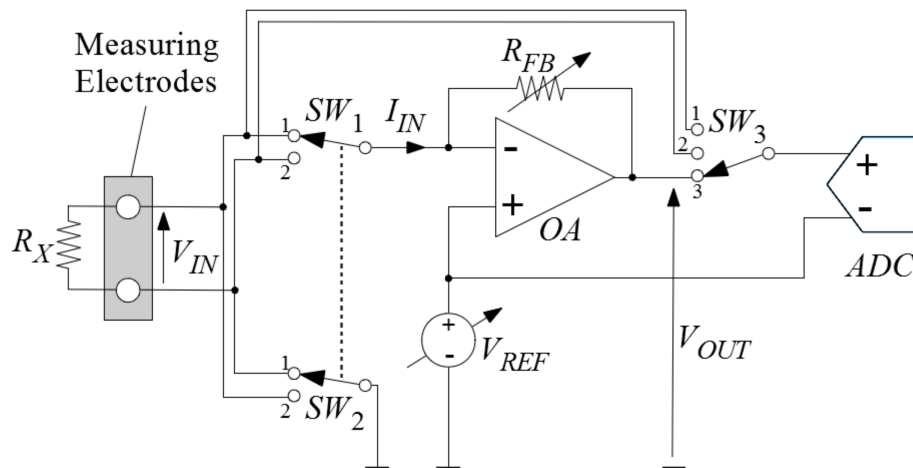 Measuring
Electrodes
R_FB
SW_1
I_IN
1
2
1
2
SW_3
3
-
+
OA
+
-
ADC
R_X
V_IN
+
-
V_REF
V_OUT
1
2
SW_2